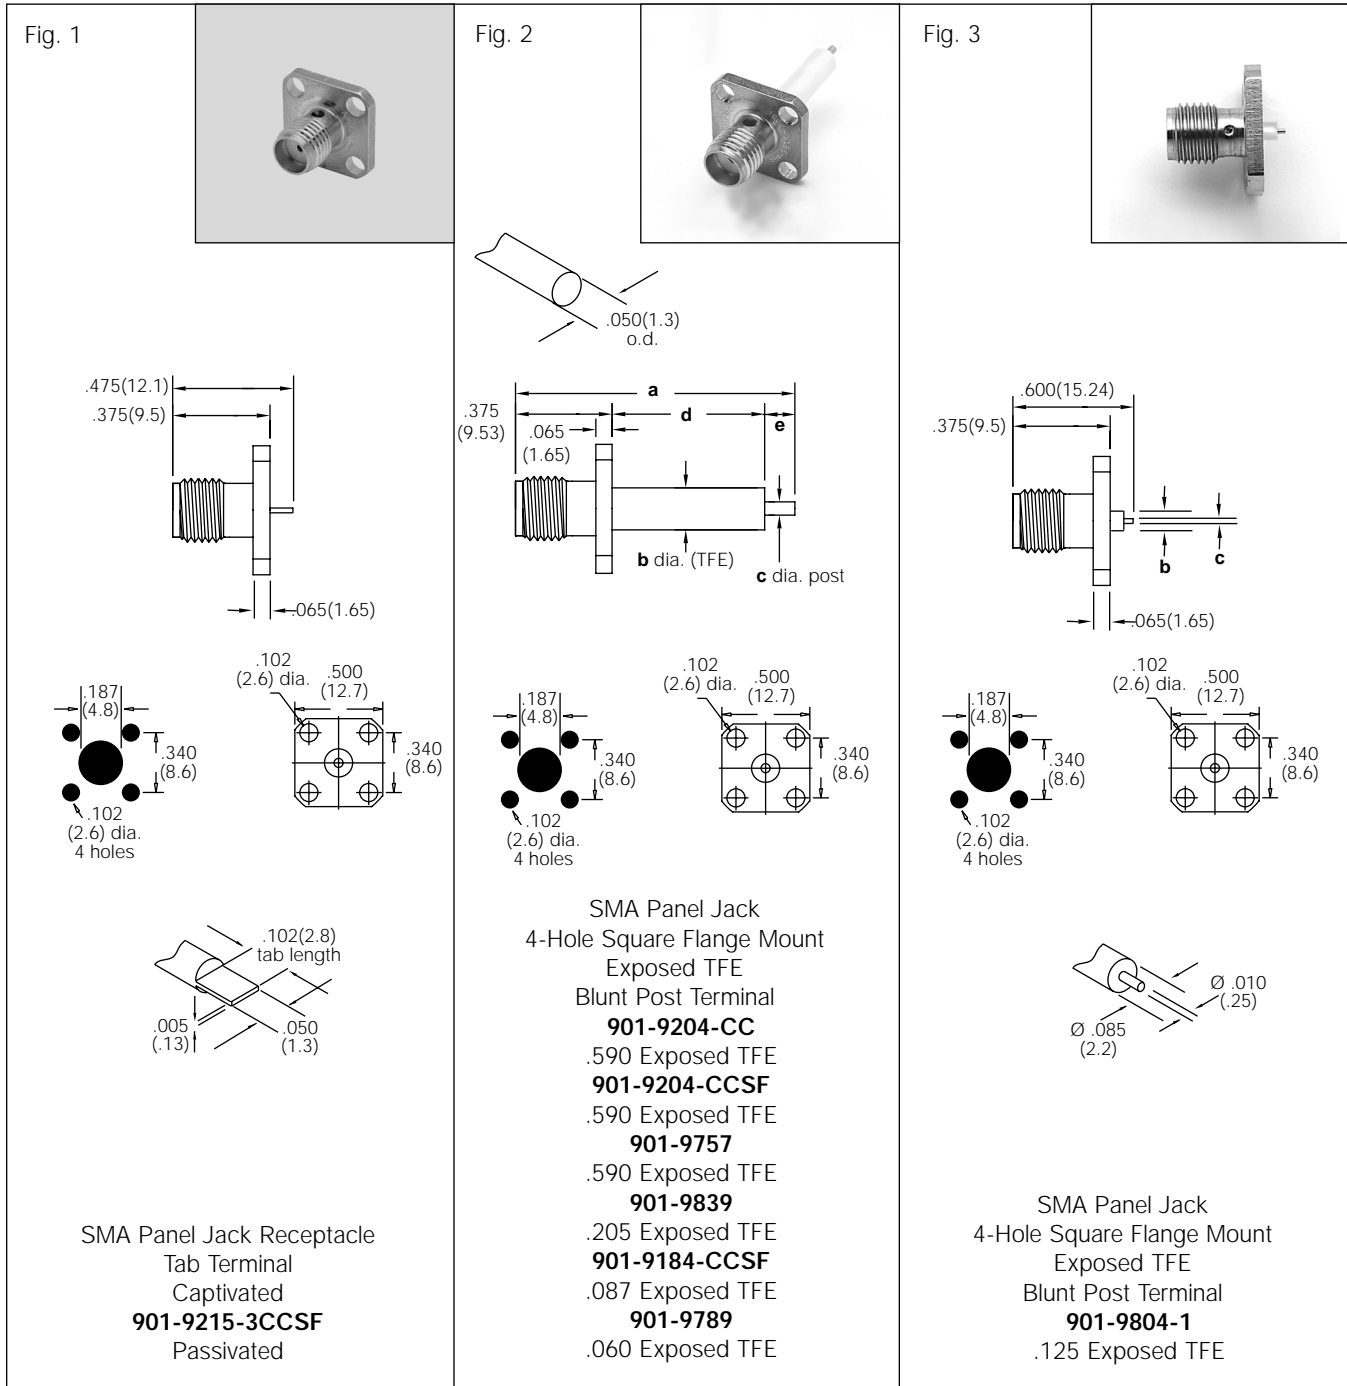 Fig. 1
.475(12.1)
.375(9.5)
.065(1.65)
.187
(4.8)
.340
(8.6)
.102
(2.6) dia.
4 holes
.102
(2.6) dia.
.500
(12.7)
.340
(8.6)
.102(2.8)
tab length
.005
(.13)
.050
(1.3)
SMA Panel Jack Receptacle
Tab Terminal
Captivated
901-9215-3CCSF
Passivated
Fig. 2
.050(1.3)
o.d.
a
.375
(9.53)
.065
(1.65)
d
e
b dia. (TFE)
c dia. post
.187
(4.8)
.340
(8.6)
.102
(2.6) dia.
4 holes
.102
(2.6) dia.
.500
(12.7)
.340
(8.6)
SMA Panel Jack
4-Hole Square Flange Mount
Exposed TFE
Blunt Post Terminal
901-9204-CC
.590 Exposed TFE
901-9204-CCSF
.590 Exposed TFE
901-9757
.590 Exposed TFE
901-9839
.205 Exposed TFE
901-9184-CCSF
.087 Exposed TFE
901-9789
.060 Exposed TFE
Fig. 3
.600(15.24)
.375(9.5)
b
c
.065(1.65)
.187
(4.8)
.340
(8.6)
.102
(2.6) dia.
4 holes
.102
(2.6) dia.
.500
(12.7)
.340
(8.6)
Ø .010
(.25)
Ø .085
(2.2)
SMA Panel Jack
4-Hole Square Flange Mount
Exposed TFE
Blunt Post Terminal
901-9804-1
.125 Exposed TFE